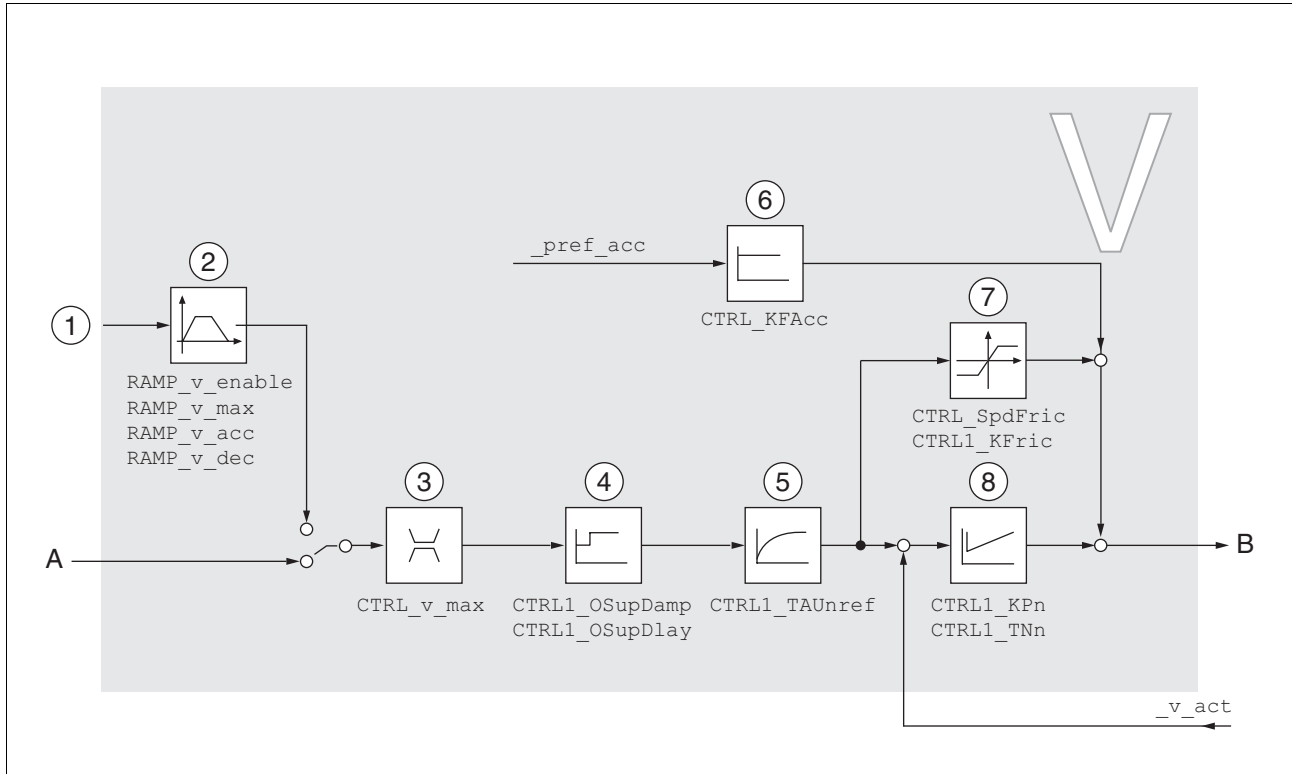 V
6
_pref_acc
CTRL_KFAcc
2
1
RAMP_v_enable
RAMP_v_max
RAMP_v_acc
RAMP_v_dec
7
CTRL_SpdFric
CTRL1_KFric
3
4
5
8
A
B
CTRL_v_max
CTRL1_OSupDamp
CTRL1_OSupDlay
CTRL1_TAUnref
CTRL1_KPn
CTRL1_TNn
_v_act